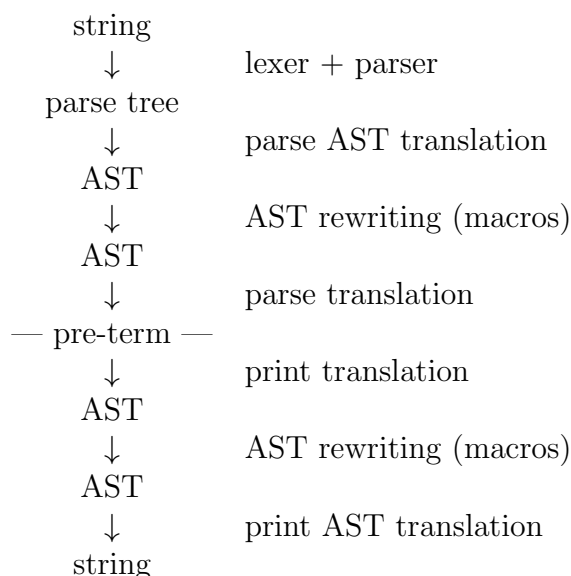 string
↓ lexer + parser
parse tree
↓ parse AST translation
AST
↓ AST rewriting (macros)
AST
↓ parse translation
— pre-term —
↓ print translation
AST
↓ AST rewriting (macros)
AST
↓ print AST translation
string